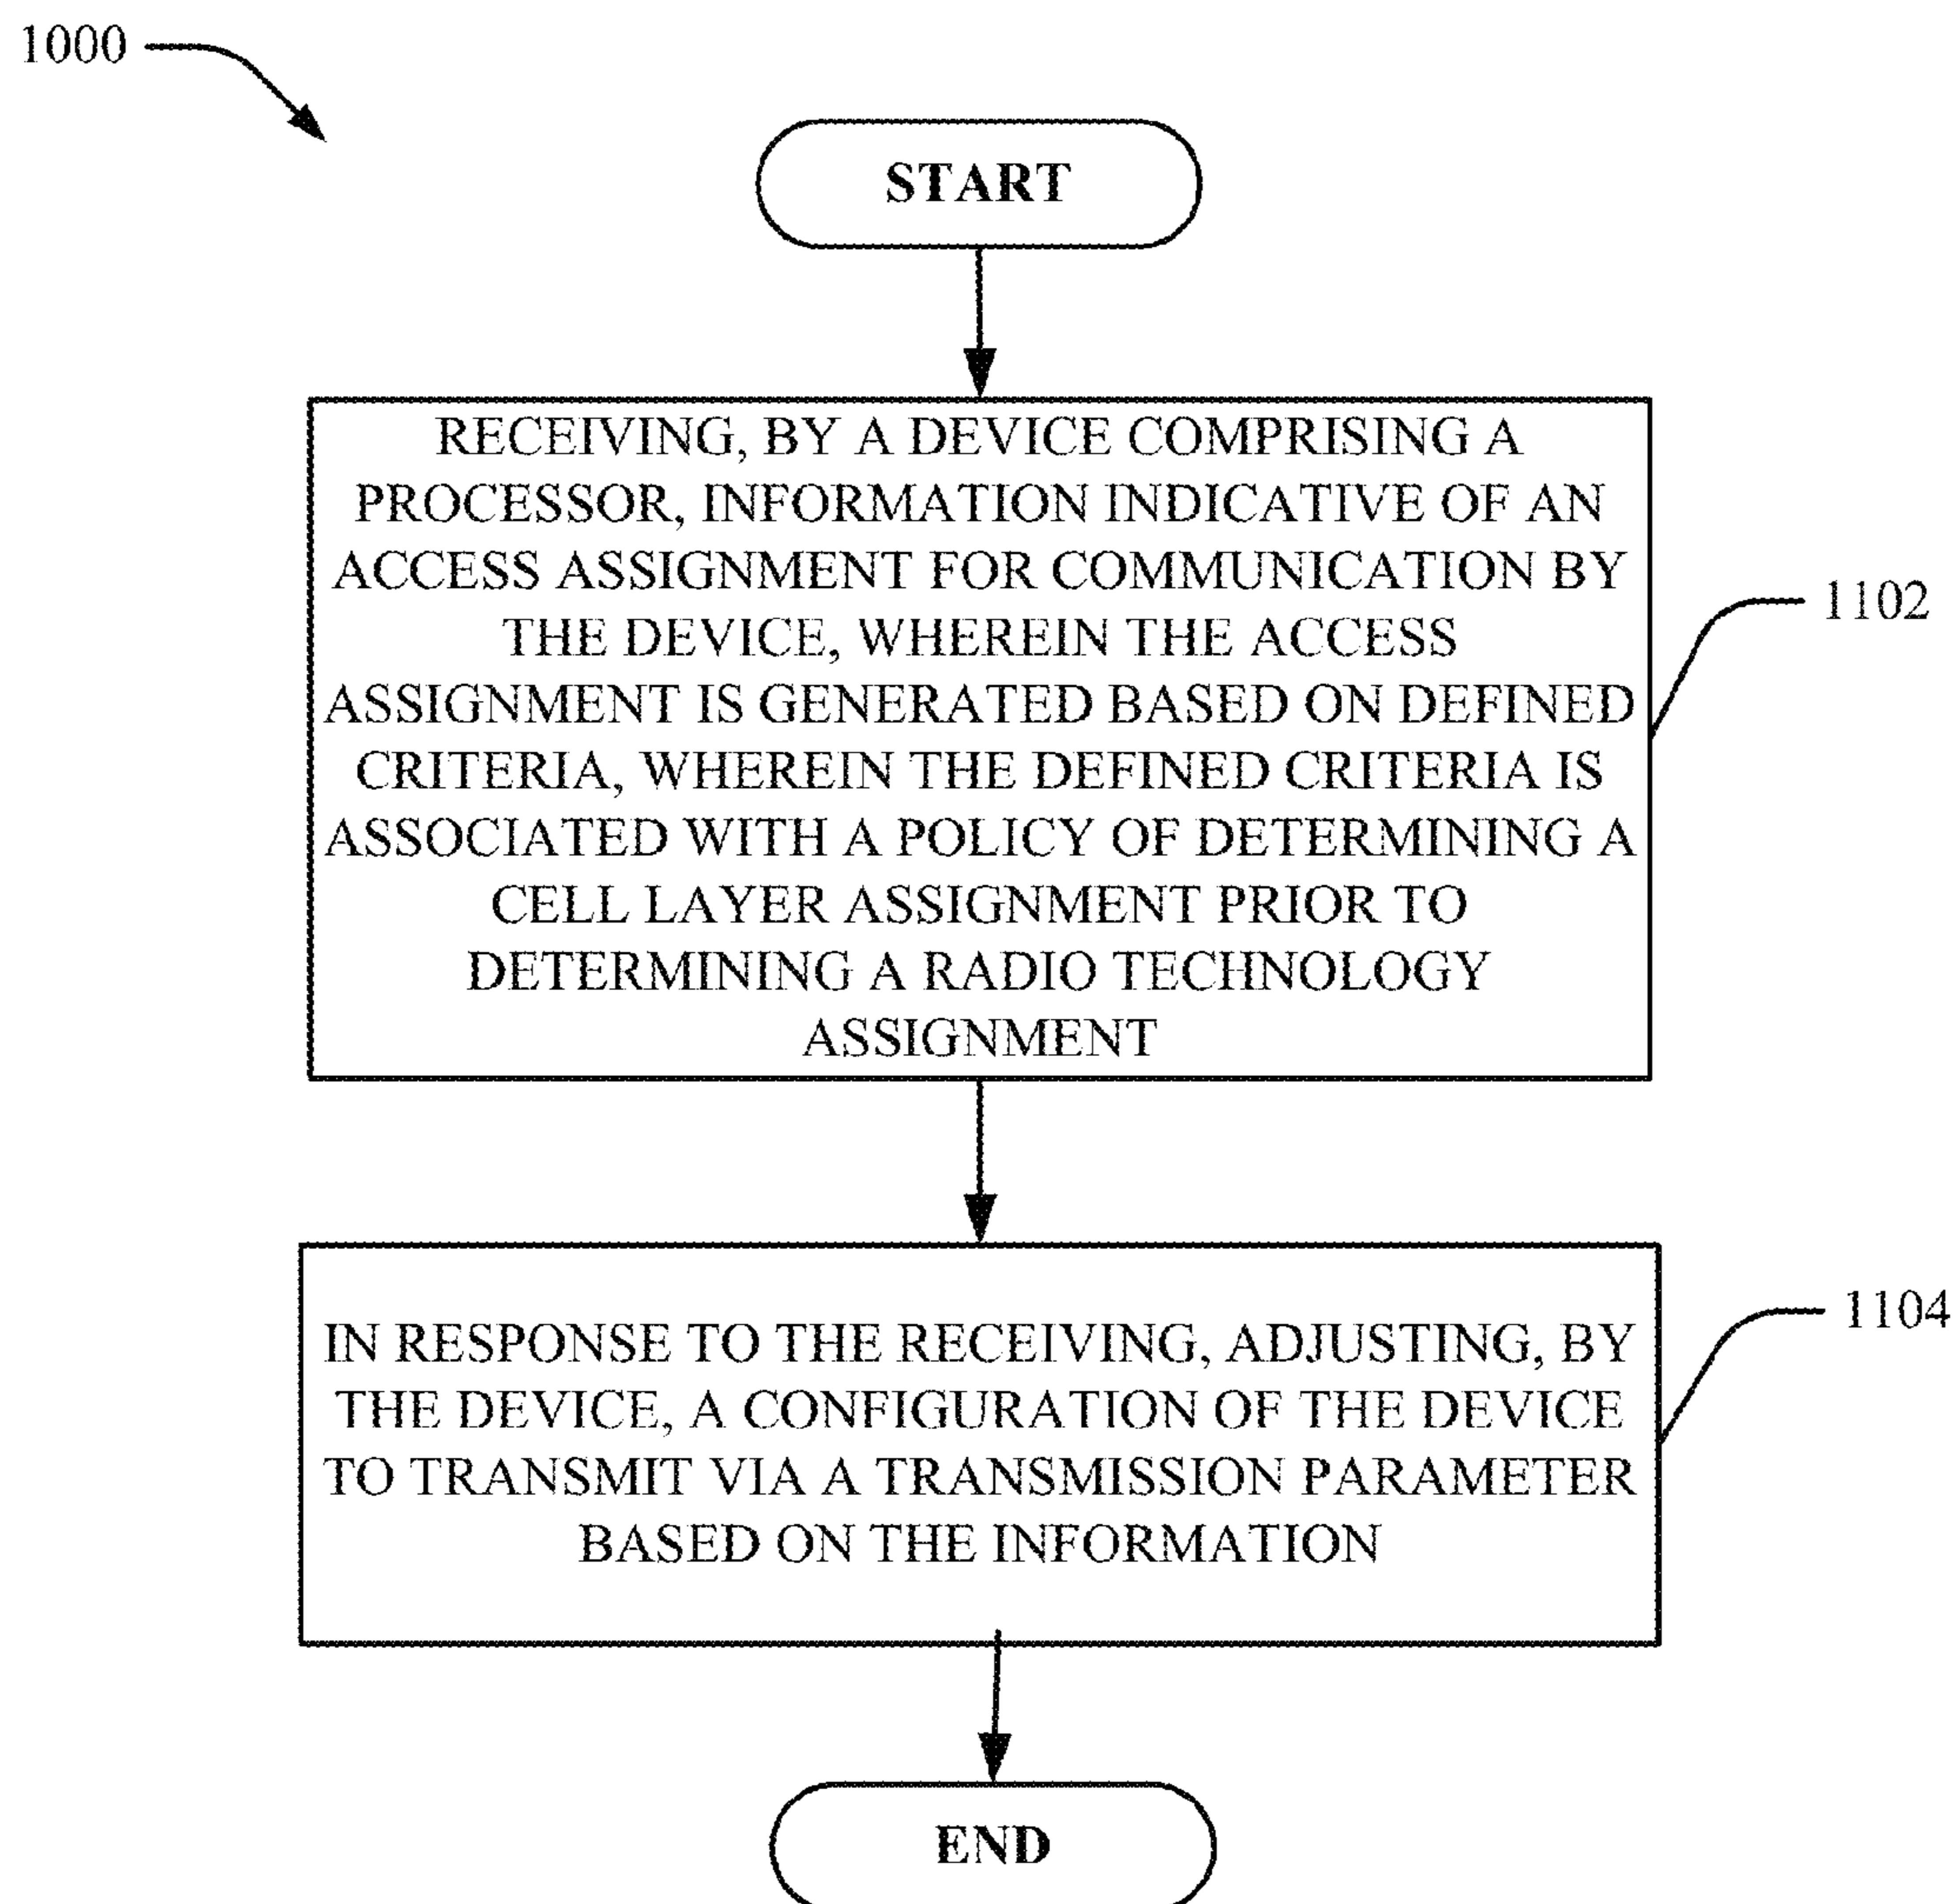 1000
START
RECEIVING, BY A DEVICE COMPRISING A
PROCESSOR, INFORMATION INDICATIVE OF AN
ACCESS ASSIGNMENT FOR COMMUNICATION BY
THE DEVICE, WHEREIN THE ACCESS
ASSIGNMENT IS GENERATED BASED ON DEFINED
CRITERIA, WHEREIN THE DEFINED CRITERIA IS
ASSOCIATED WITH A POLICY OF DETERMINING A
CELL LAYER ASSIGNMENT PRIOR TO
DETERMINING A RADIO TECHNOLOGY
ASSIGNMENT
1102
IN RESPONSE TO THE RECEIVING, ADJUSTING, BY
THE DEVICE, A CONFIGURATION OF THE DEVICE
TO TRANSMIT VIA A TRANSMISSION PARAMETER
BASED ON THE INFORMATION
1104
END